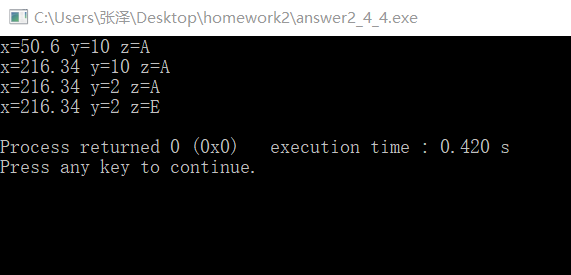 C:\Users\张泽\Desktop\homework2\answer2_4_4.exe
x=50.6 y=10 z=A
x=216.34 y=10 z=A
x=216.34 y=2 z=A
x=216.34 y=2 z=E
Process returned 0 (0x0)   execution time : 0.420 s
Press any key to continue.